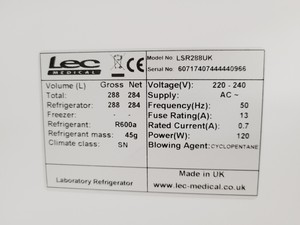 Lec
MEDICAL
CE
Model No. LSR288UK
Serial No 60717407444440966
Volume (L) Gross Net
Total: 288 284
Refrigerator: 288 284
Freezer: - -
Refrigerant: R600a
Refrigerant mass: 45g
Climate class: SN
Voltage(V): 220 - 240
Supply: AC ~
Frequency(Hz): 50
Fuse Rating(A): 13
Rated Current(A): 0.7
Power(W): 120
Blowing Agent: CYCLOPENTANE
Laboratory Refrigerator
Made in UK
www.lec-medical.co.uk